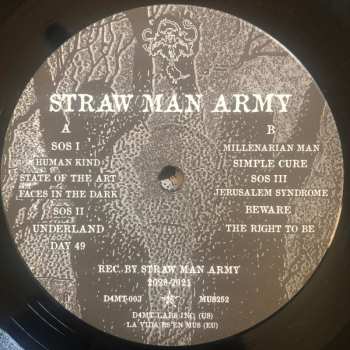 STRAW MAN ARMY
A
SOS I
HUMAN KIND
STATE OF THE ART
FACES IN THE DARK
SOS II
UNDERLAND
DAY 49
B
MILLENARIAN MAN
SIMPLE CURE
SOS III
JERUSALEM SYNDROME
BEWARE
THE RIGHT TO BE
REC. BY STRAW MAN ARMY
2020-2021
D4MT-003 MUS252
D4MT LABS INC (US)
LA VIDA ES EN MUS (EU)